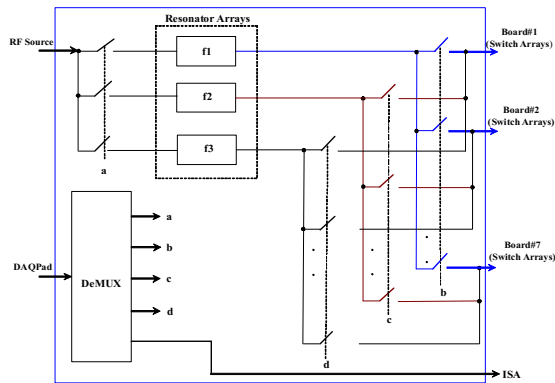 Resonator Arrays
RF Source
f1
f2
f3
a
Board#1
(Switch Arrays)
Board#2
(Switch Arrays)
Board#7
(Switch Arrays)
b
c
d
DAQPad
DeMUX
a
b
c
d
ISA